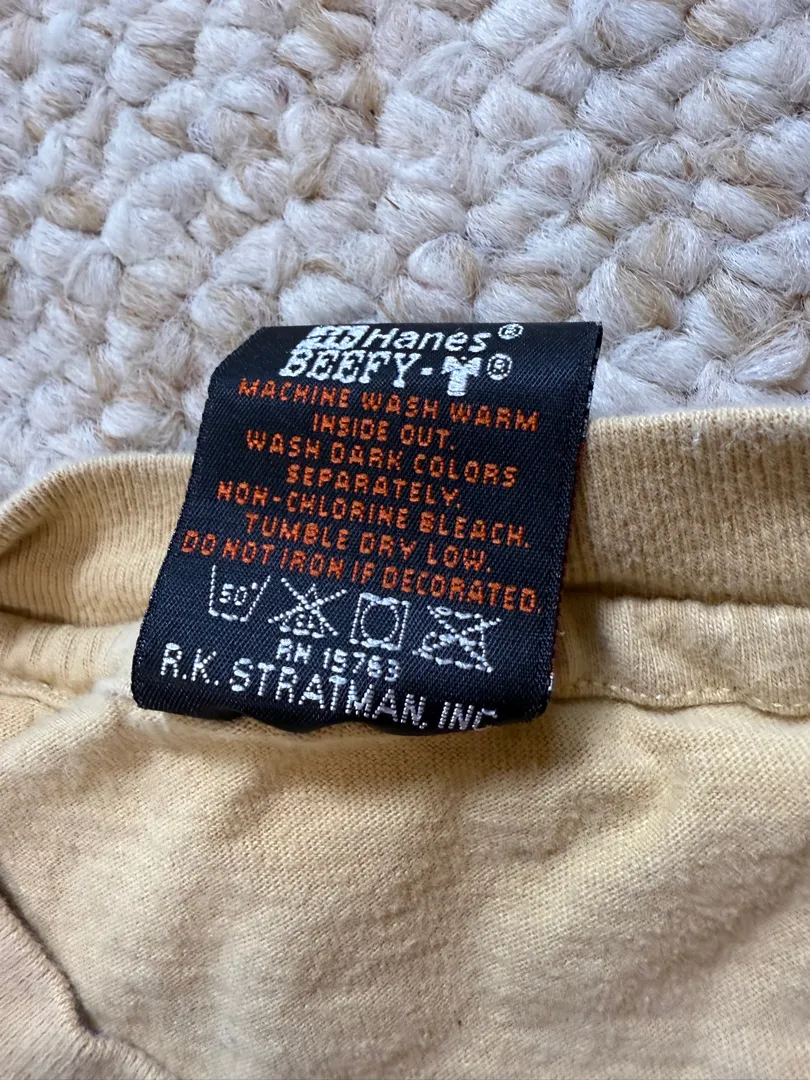 Hanes®
BEEFY-T®
MACHINE WASH WARM
INSIDE OUT.
WASH DARK COLORS
SEPARATELY.
NON-CHLORINE BLEACH.
TUMBLE DRY LOW.
DO NOT IRON IF DECORATED.
50°
CL
RN 15763
R.K. STRATMAN, INC